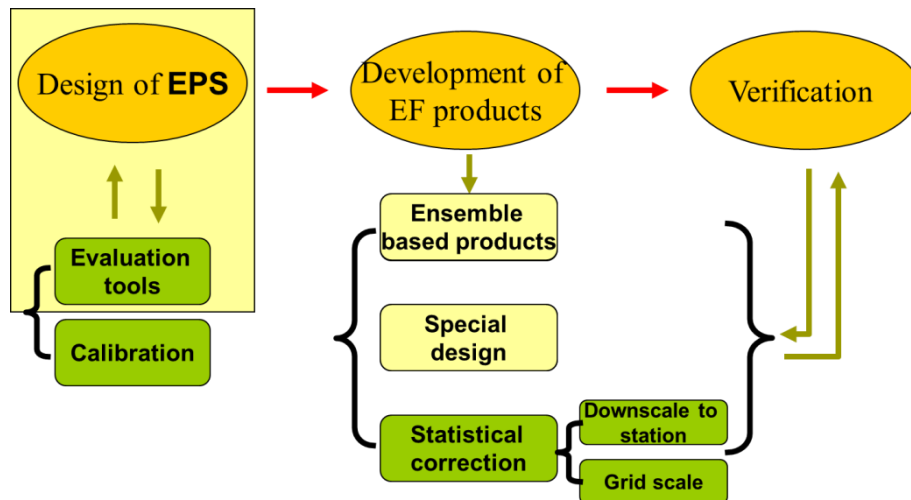 Design of EPS
Development of
EF products
Verification
Ensemble
based products
Evaluation
tools
Special
design
Calibration
Downscale to
station
Statistical
correction
Grid scale